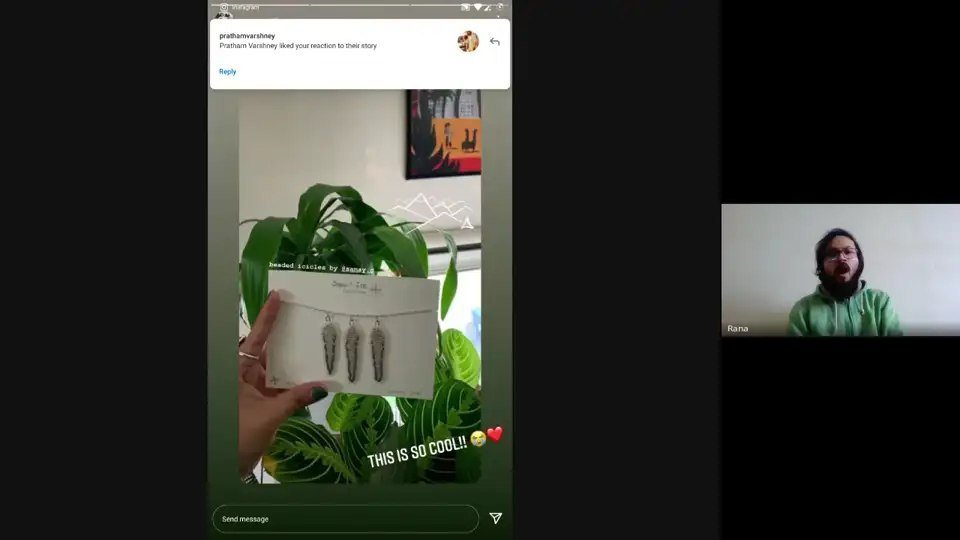 Instagram
prathamvarshney
Pratham Varshney liked your reaction to their story
Reply
beaded icicles by @sanay.o
THIS IS SO COOL!! 😭❤️
Send message
Rana